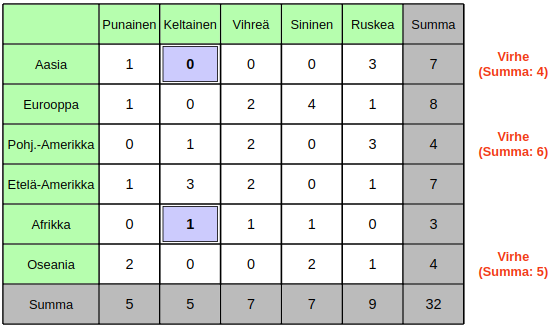 Punainen Keltainen Vihreä Sininen Ruskea Summa
Aasia 1 0 0 0 3 7 Virhe
(Summa: 4)
Eurooppa 1 0 2 4 1 8
Pohj.-Amerikka 0 1 2 0 3 4 Virhe
(Summa: 6)
Etelä-Amerikka 1 3 2 0 1 7
Afrikka 0 1 1 1 0 3
Oseania 2 0 0 2 1 4 Virhe
(Summa: 5)
Summa 5 5 7 7 9 32